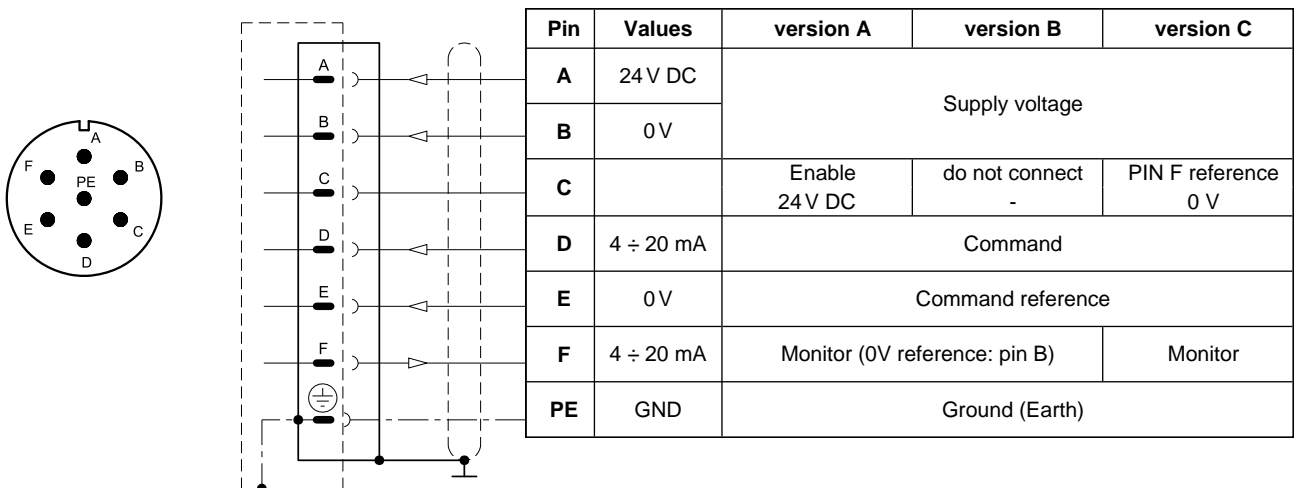 A
F
B
PE
E
C
D
A
B
C
D
E
F
Pin Values version A version B version C
A 24 V DC
Supply voltage
B 0 V
C Enable do not connect PIN F reference
24 V DC - 0 V
D 4 ÷ 20 mA Command
E 0 V Command reference
F 4 ÷ 20 mA Monitor (0V reference: pin B) Monitor
PE GND Ground (Earth)